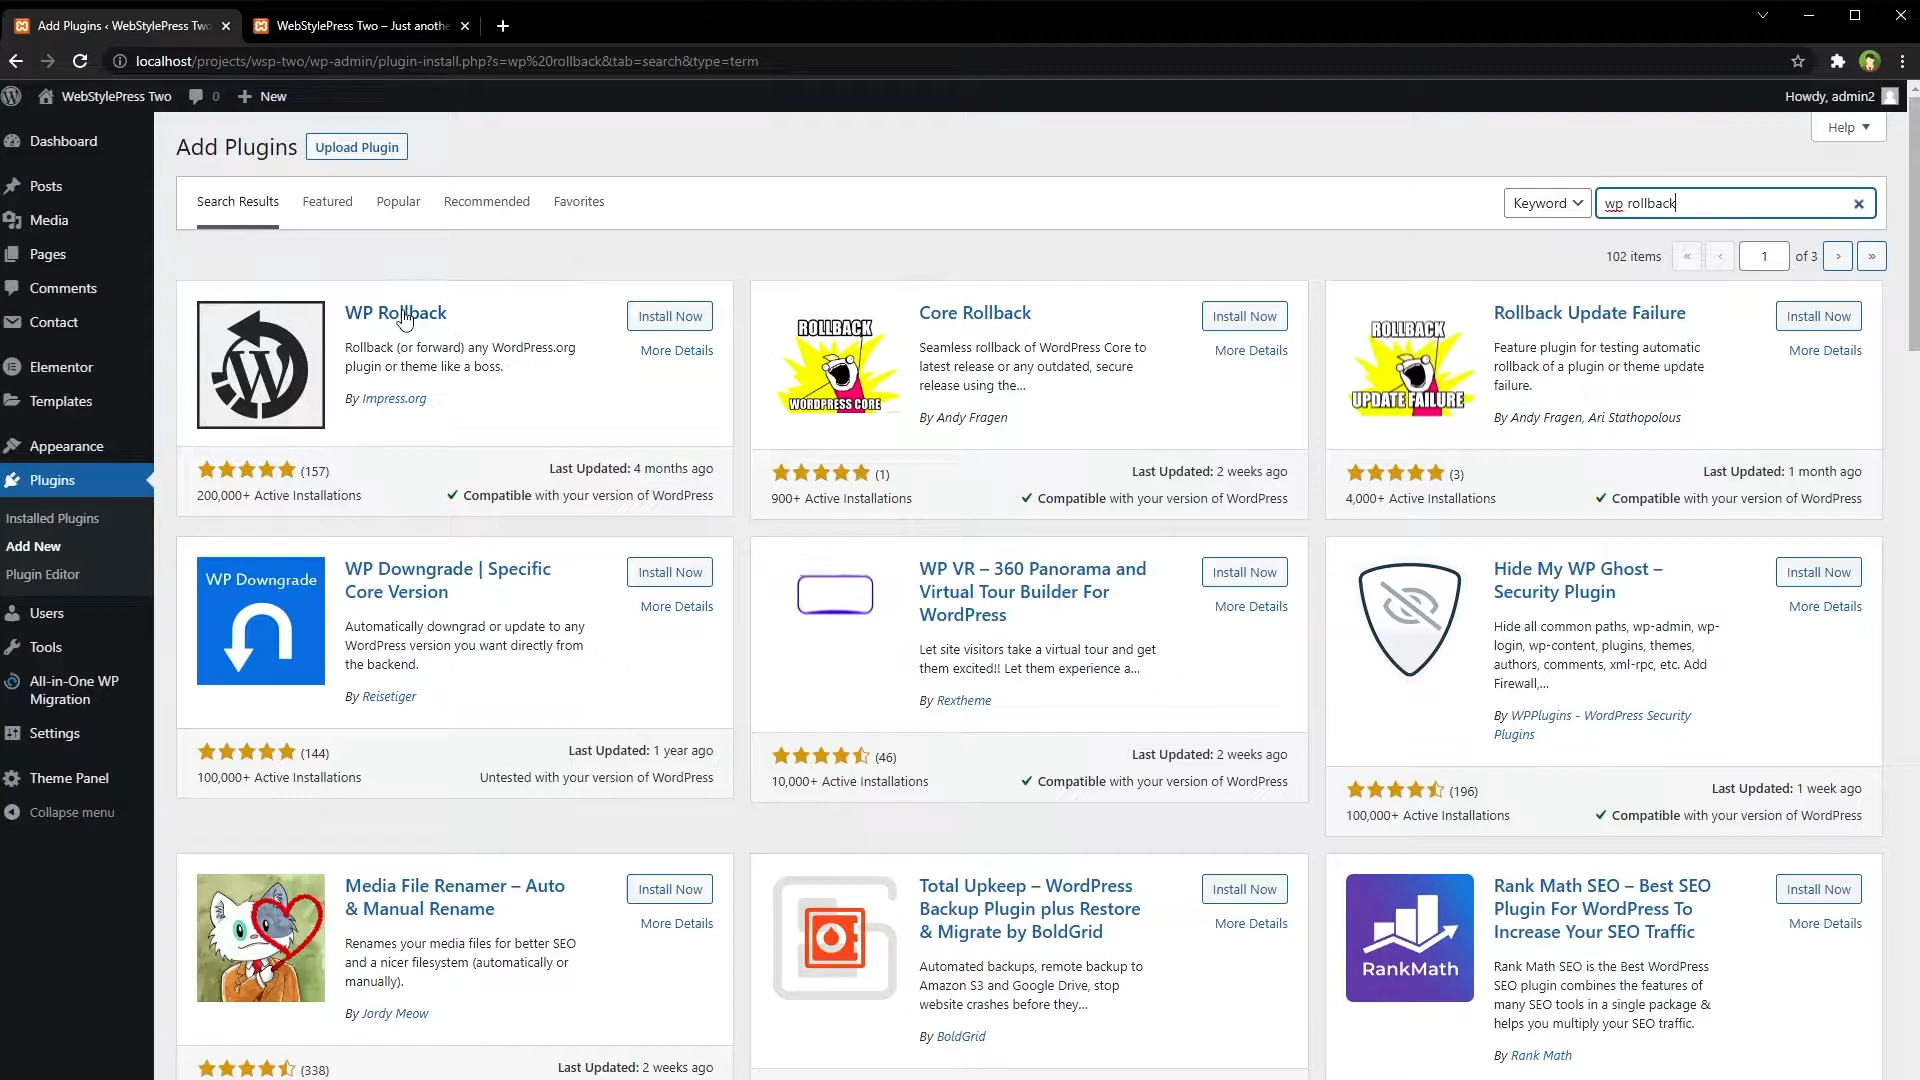 Add Plugins ‹ WebStylePress Two
WebStylePress Two – Just anothe
localhost/projects/wsp-two/wp-admin/plugin-install.php?s=wp%20rollback&tab=search&type=term
WebStylePress Two
0
New
Howdy, admin2
Dashboard
Posts
Media
Pages
Comments
Contact
Elementor
Templates
Appearance
Plugins
Installed Plugins
Add New
Plugin Editor
Users
Tools
All-in-One WP
Migration
Settings
Theme Panel
Collapse menu
Help
Add Plugins
Upload Plugin
Search Results
Featured
Popular
Recommended
Favorites
Keyword
wp rollback
102 items
«
‹
1
of 3
›
»
WP Rollback
Install Now
More Details
Rollback (or forward) any WordPress.org
plugin or theme like a boss.
By Impress.org
(157)
200,000+ Active Installations
Last Updated: 4 months ago
Compatible with your version of WordPress
ROLLBACK
WORDPRESS CORE
Core Rollback
Install Now
More Details
Seamless rollback of WordPress Core to
latest release or any outdated, secure
release using the...
By Andy Fragen
(1)
900+ Active Installations
Last Updated: 2 weeks ago
Compatible with your version of WordPress
ROLLBACK
UPDATE FAILURE
Rollback Update Failure
Install Now
More Details
Feature plugin for testing automatic
rollback of a plugin or theme update
failure.
By Andy Fragen, Ari Stathopolous
(3)
4,000+ Active Installations
Last Updated: 1 month ago
Compatible with your version of WordPress
WP Downgrade
WP Downgrade | Specific
Core Version
Install Now
More Details
Automatically downgrad or update to any
WordPress version you want directly from
the backend.
By Reisetiger
(144)
100,000+ Active Installations
Last Updated: 1 year ago
Untested with your version of WordPress
WP VR – 360 Panorama and
Virtual Tour Builder For
WordPress
Install Now
More Details
Let site visitors take a virtual tour and get
them excited!! Let them experience a...
By Rextheme
(46)
10,000+ Active Installations
Last Updated: 2 weeks ago
Compatible with your version of WordPress
Hide My WP Ghost –
Security Plugin
Install Now
More Details
Hide all common paths, wp-admin, wp-
login, wp-content, plugins, themes,
authors, comments, xml-rpc, etc. Add
Firewall,...
By WPPlugins - WordPress Security
Plugins
(196)
100,000+ Active Installations
Last Updated: 1 week ago
Compatible with your version of WordPress
Media File Renamer – Auto
& Manual Rename
Install Now
More Details
Renames your media files for better SEO
and a nicer filesystem (automatically or
manually).
By Jordy Meow
(338)
Last Updated: 2 weeks ago
Total Upkeep – WordPress
Backup Plugin plus Restore
& Migrate by BoldGrid
Install Now
More Details
Automated backups, remote backup to
Amazon S3 and Google Drive, stop
website crashes before they...
By BoldGrid
RankMath
Rank Math SEO – Best SEO
Plugin For WordPress To
Increase Your SEO Traffic
Install Now
More Details
Rank Math SEO is the Best WordPress
SEO plugin combines the features of
many SEO tools in a single package &
helps you multiply your SEO traffic.
By Rank Math